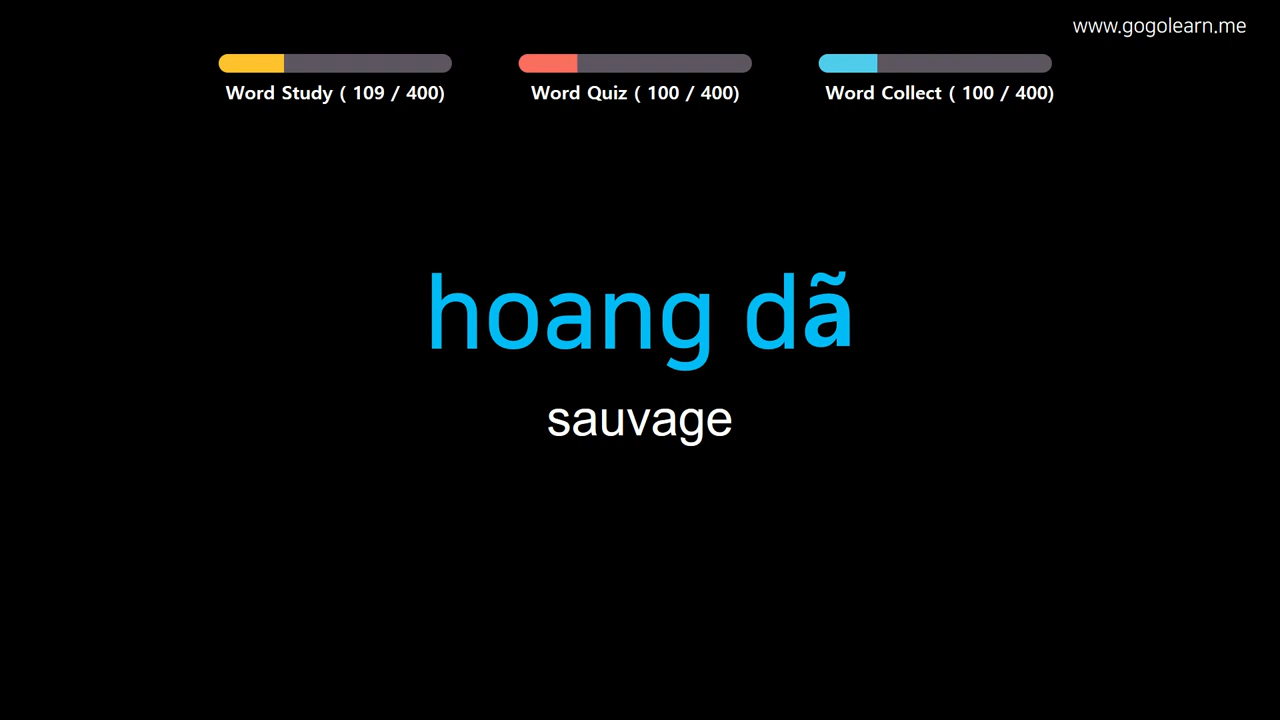 www.gogolearn.me
Word Study ( 109 / 400)
Word Quiz ( 100 / 400)
Word Collect ( 100 / 400)
hoang dã
sauvage